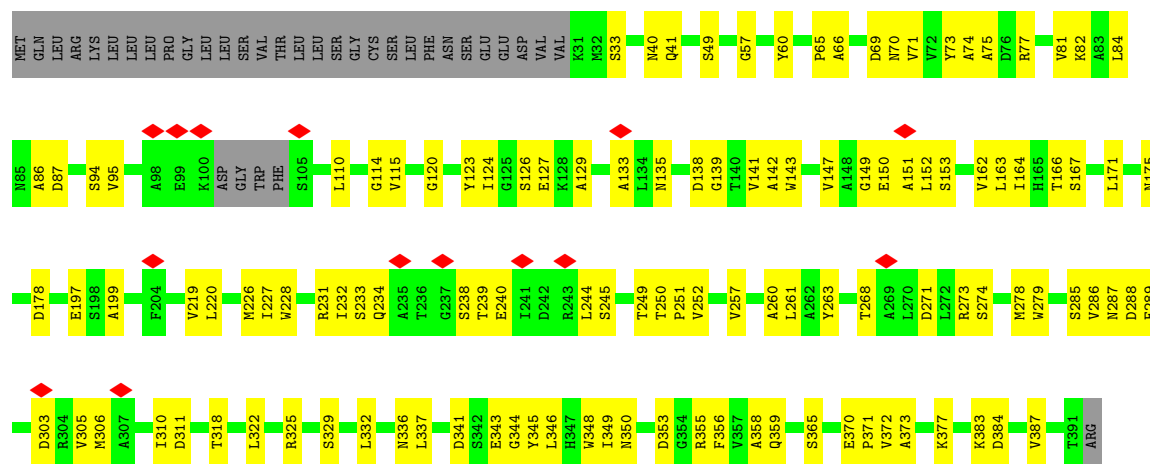 MET GLN LEU ARG LYS LEU LEU LEU PRO GLY LEU LEU SER VAL THR LEU LEU SER GLY CYS SER LEU PHE ASN SER GLU GLU ASP VAL VAL K31 M32 S33 N40 Q41 S49 G57 Y60 P65 A66 D69 N70 V71 V72 Y73 A74 A75 D76 R77 V81 K82 A83 L84
N85 A86 D87 S94 V95 A98 E99 K100 ASP GLY TRP PHE S105 L110 G114 V115 G120 Y123 I124 G125 S126 E127 K128 A129 A133 L134 N135 D138 G139 T140 V141 A142 W143 V147 A148 G149 E150 A151 L152 S153 V162 L163 I164 H165 T166 S167 L171 N175
D178 E197 S198 A199 F204 V219 L220 M226 I227 W228 R231 I232 S233 Q234 A235 T236 G237 S238 T239 E240 I241 D242 R243 L244 S245 T249 T250 P251 V252 V257 A260 L261 A262 Y263 T268 A269 L270 D271 L272 R273 S274 M278 W279 S285 V286 N287 D288
D303 R304 V305 M306 A307 I310 D311 T318 L322 R325 S329 L332 N336 L337 D341 S342 E343 G344 Y345 L346 H347 W348 I349 N350 D353 G354 R355 F356 V357 A358 Q359 S365 E370 P371 V372 A373 K377 K383 D384 V387 T391 ARG